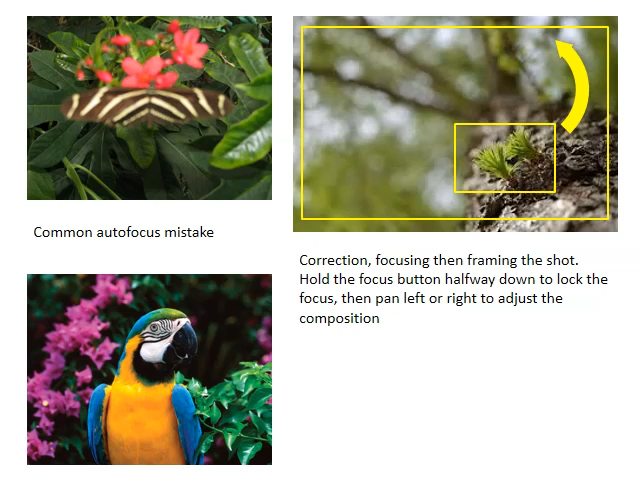 Common autofocus mistake
Correction, focusing then framing the shot.
Hold the focus button halfway down to lock the
focus, then pan left or right to adjust the
composition